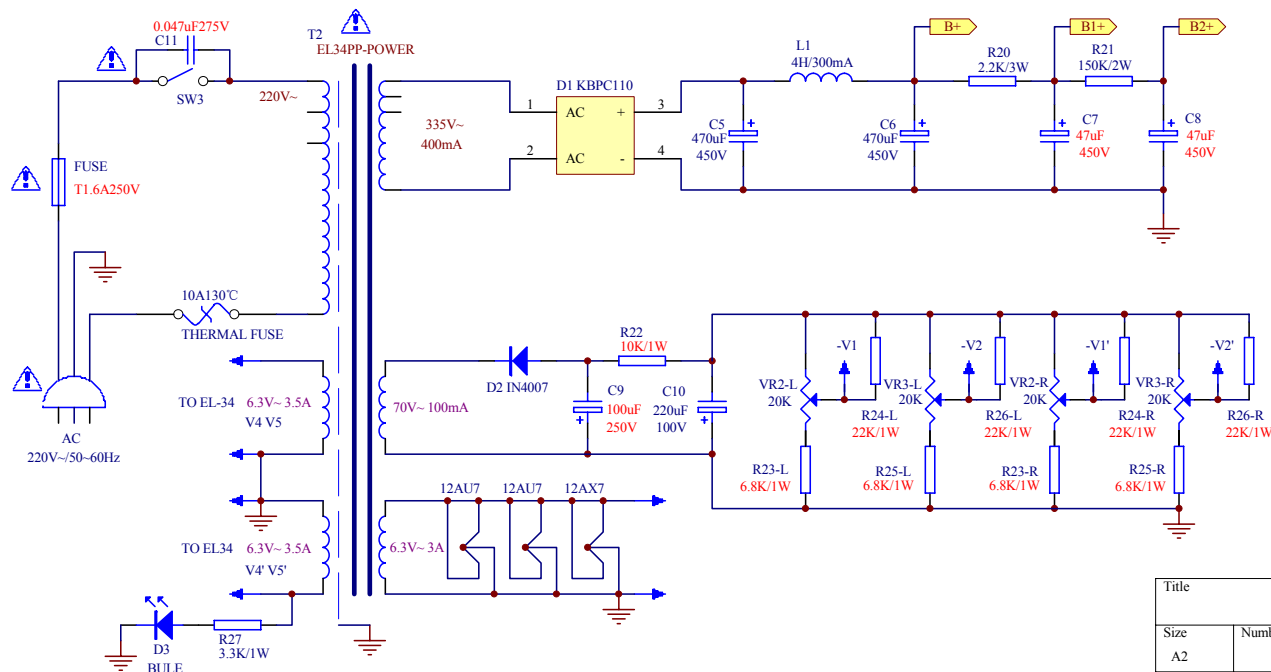 0.047uF275V
C11
SW3
FUSE
T1.6A250V
10A130℃
THERMAL FUSE
AC
220V~/50~60Hz
T2
EL34PP-POWER
220V~
335V~
400mA
D1 KBPC110
1
AC
+
3
2
AC
-
4
L1
4H/300mA
B+
B1+
B2+
R20
2.2K/3W
R21
150K/2W
C5
470uF
450V
C6
470uF
450V
C7
47uF
450V
C8
47uF
450V
TO EL-34
6.3V~ 3.5A
V4 V5
70V~ 100mA
D2 IN4007
R22
10K/1W
C9
100uF
250V
C10
220uF
100V
-V1
VR2-L
20K
R24-L
22K/1W
R23-L
6.8K/1W
-V2
VR3-L
20K
R26-L
22K/1W
R25-L
6.8K/1W
-V1'
VR2-R
20K
R24-R
22K/1W
R23-R
6.8K/1W
-V2'
VR3-R
20K
R26-R
22K/1W
R25-R
6.8K/1W
TO EL34
6.3V~ 3.5A
V4' V5'
6.3V~ 3A
12AU7
12AU7
12AX7
D3
BULE
R27
3.3K/1W
Title
Size
A2
Numb